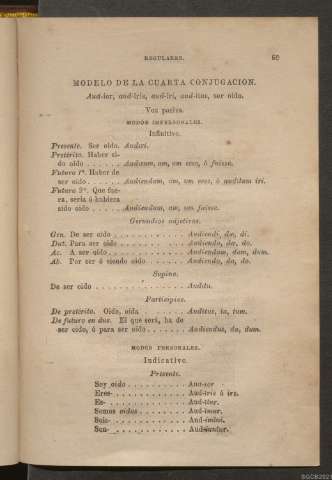 REGULARES. 69
MODELO DE LA CUARTA CONJUGACION.
Aud-ior, aud-iris, aud-iri, aud-itus, ser oido.
Voz pasiva.
MODOS IMPERSONALES.
Infinitivo.
Presente. Ser oido. Audiri.
Pretérito. Haber si-
do oido . . . . . . Auditum, am, um esse, ó fuisse.
Futuro 1º. Haber de
ser oido . . . . . . Audiendum, am, um esse, ó auditum iri.
Futuro 2º. Que fue-
ra, sería ó hubiera
sido oido . . . . . Audiendum, am, um fuisse.
Gerundios adjetivos.
Gen. De ser oido . . . . . . . . . . Audiendi, dæ, di.
Dat. Para ser oido . . . . . . . . . Audiendo, dæ, do.
Ac. A ser oido . . . . . . . . . . . Audiendum, dam, dum.
Ab. Por ser ó siendo oido . . . . . Audiendo, da, do.
Supino.
De ser oido . . . . . . . . . . . . . Auditu.
Participios.
De pretérito. Oido, oida . . . . . . Auditus, ta, tum.
De futuro en dus. El que será, ha de
ser oido, ó para ser oido . . . . . . Audiendus, da, dum.
MODOS PERSONALES.
Indicativo.
Presente.
Soy oido . . . . . . . . . . Aud-ior
Eres- . . . . . . . . . . . Aud-iris ó ire.
Es- . . . . . . . . . . . . Aud-itur.
Somos oidos . . . . . . . . Aud-imur.
Sois- . . . . . . . . . . . Aud-imini.
Son- . . . . . . . . . . . . Aud-iuntur.